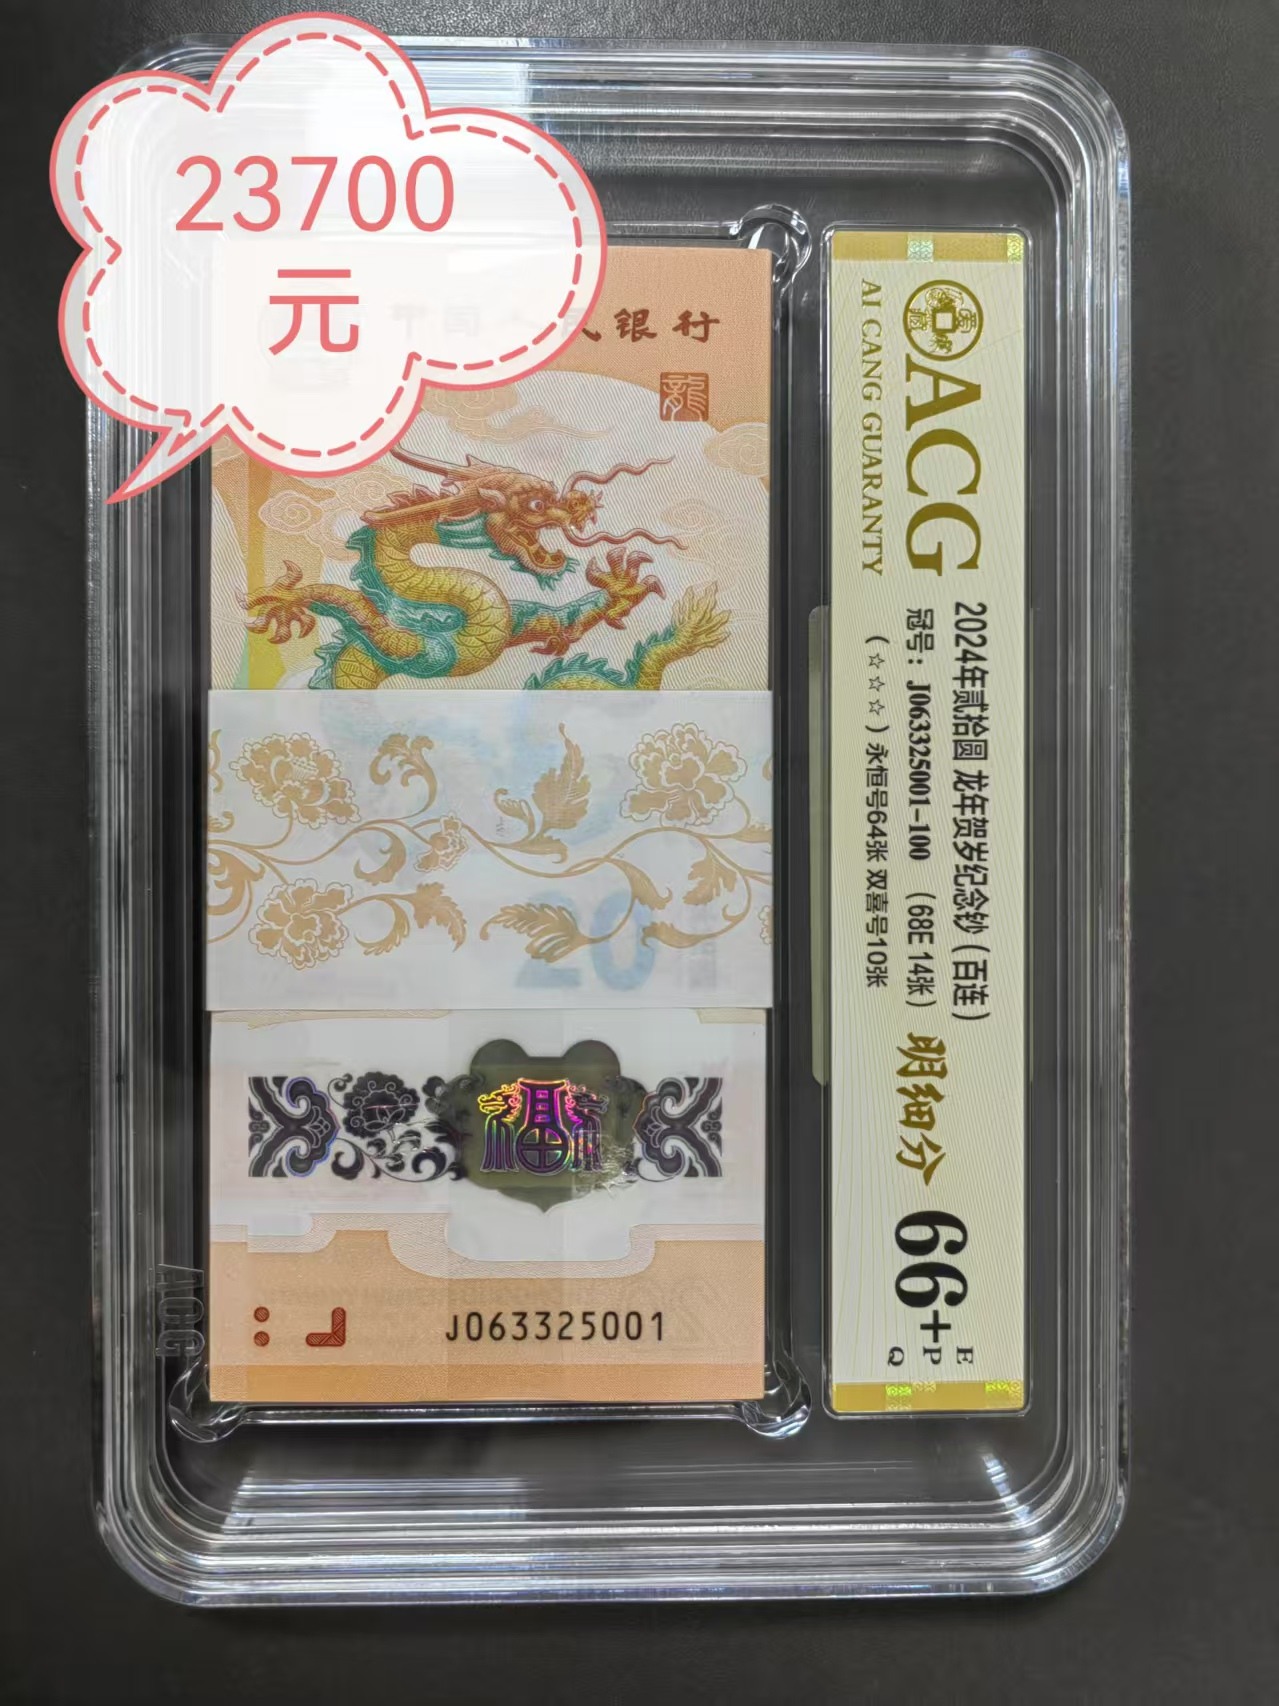 23700
元
银行
龍
20
福
J063325001
ACG
ACG
AI CANG GUARANTY
2024年贰拾圆 龙年贺岁纪念钞（百连）
冠号：J063325001-100 （68E 14张）
（☆☆☆）永恒号64张 双喜号10张
明细分
66+
E
P
Q